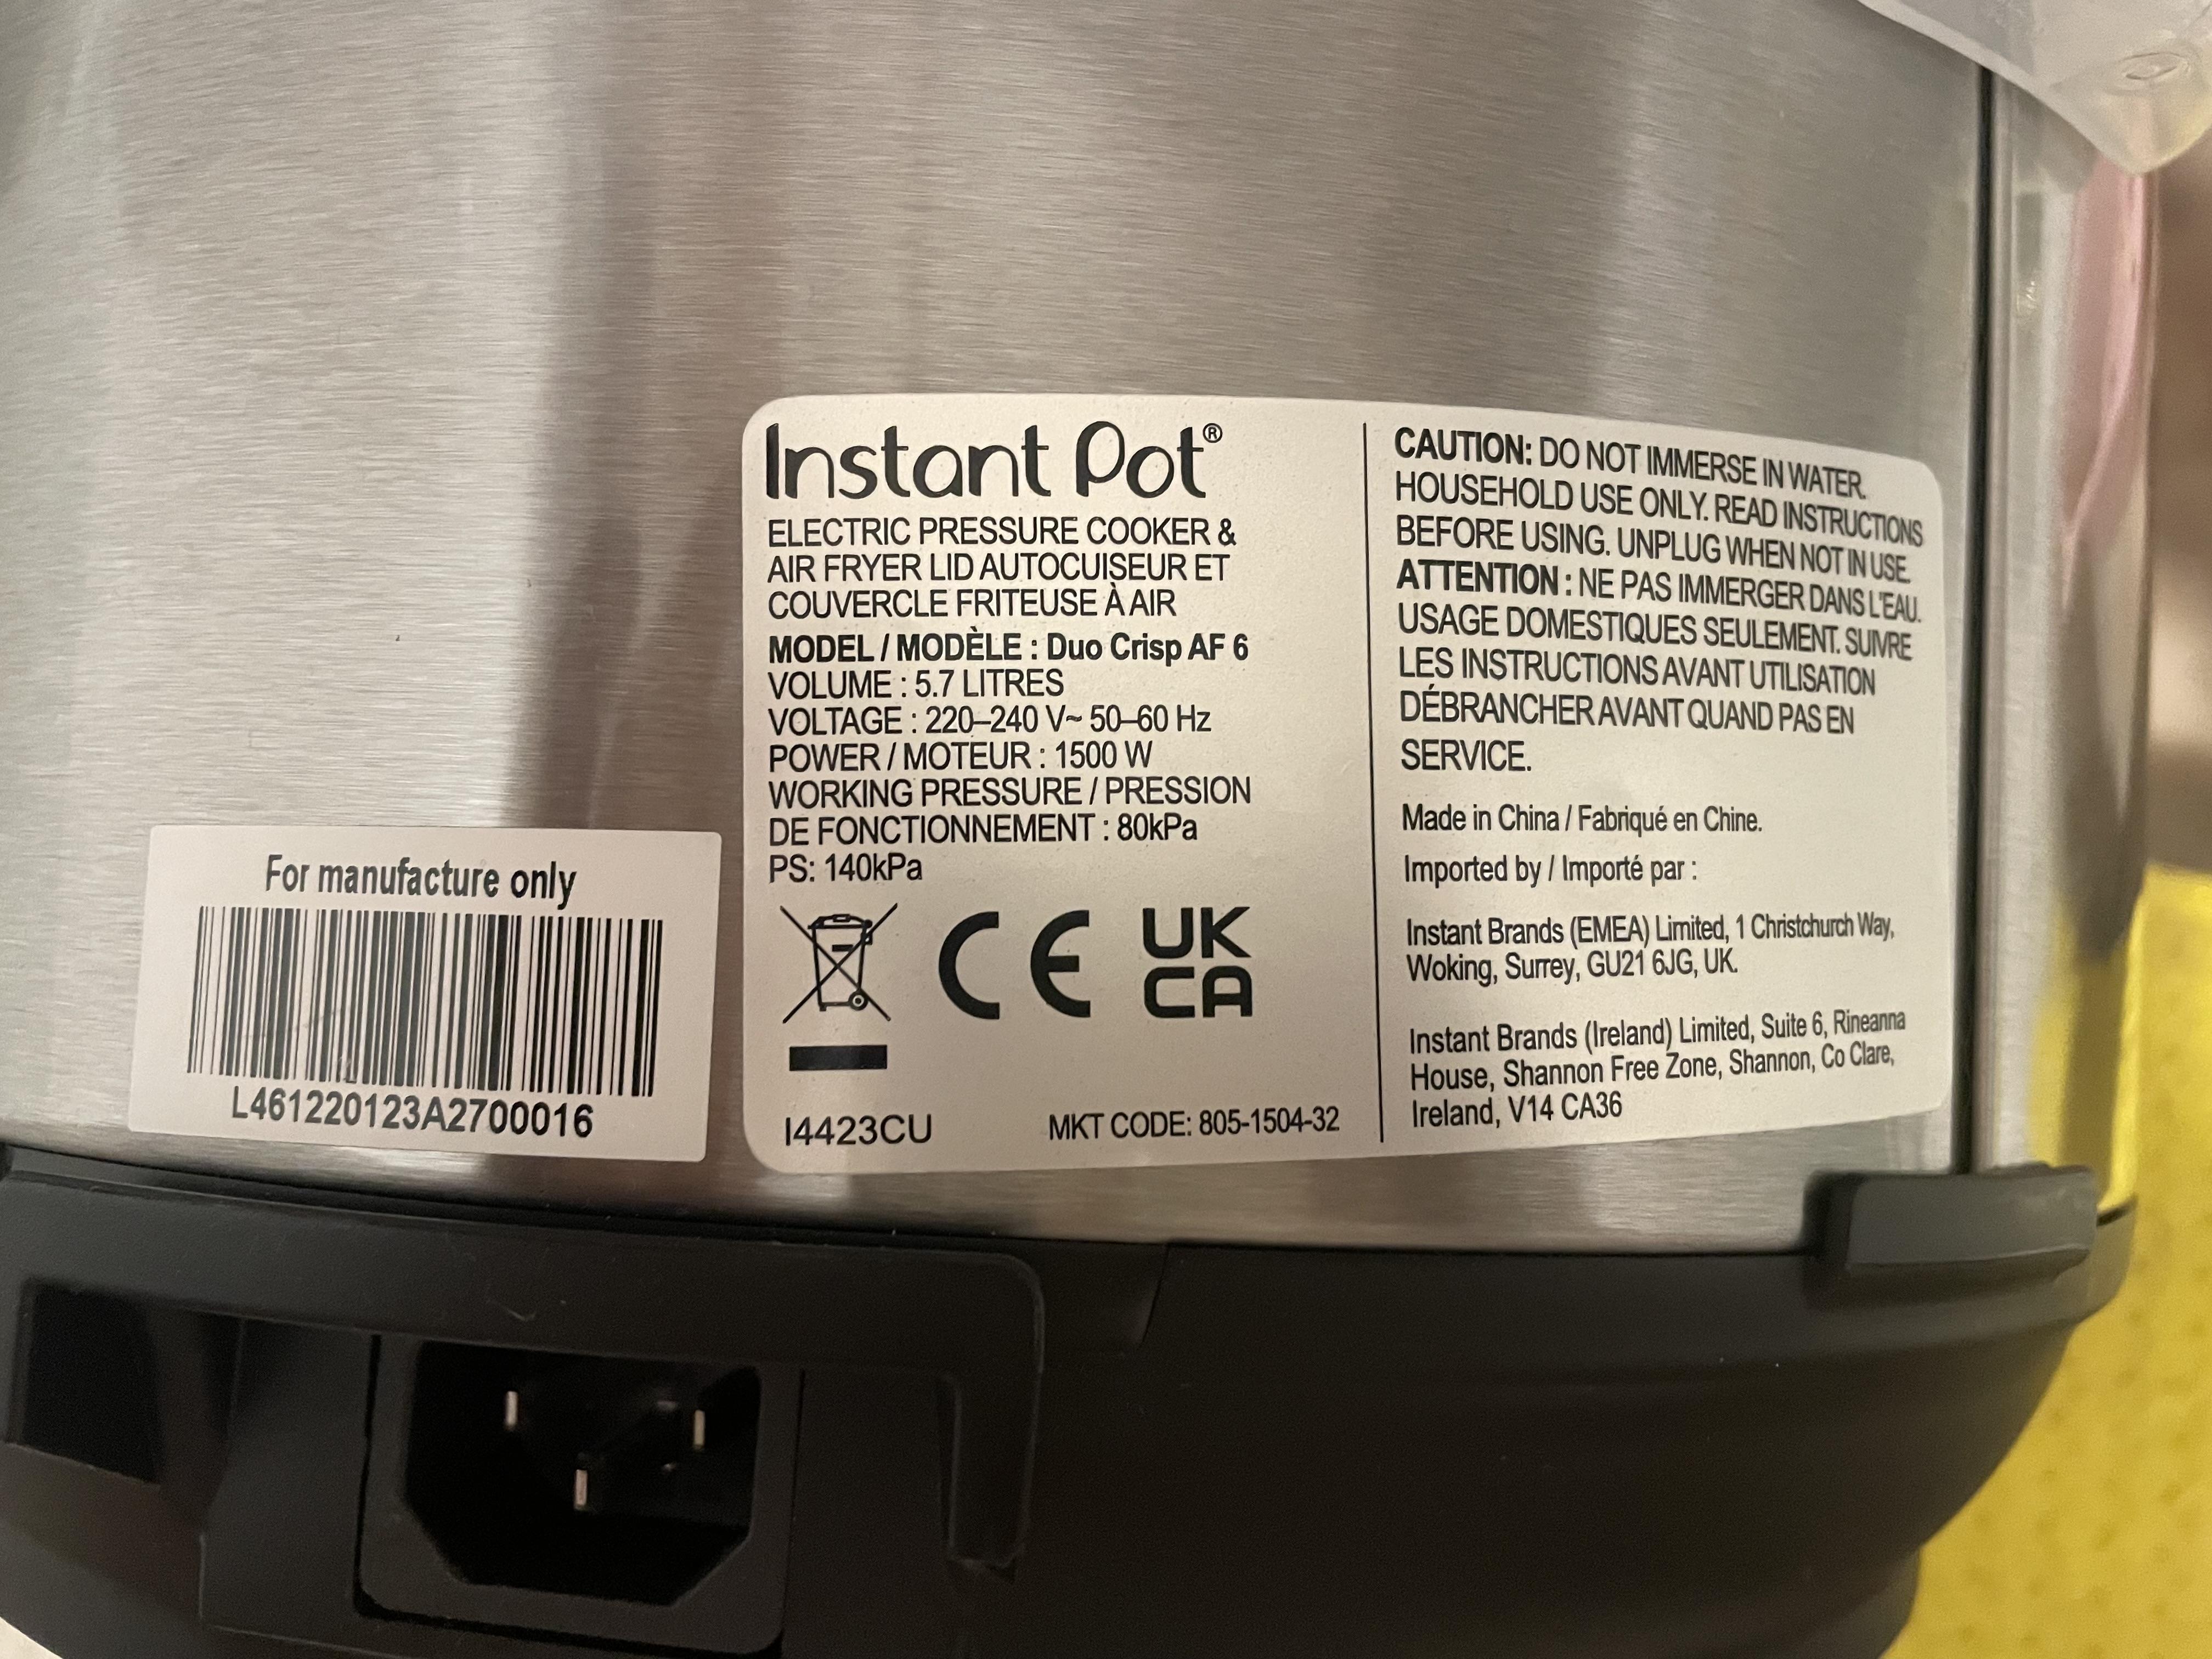 Instant Pot®
ELECTRIC PRESSURE COOKER &
AIR FRYER LID AUTOCUISEUR ET
COUVERCLE FRITEUSE À AIR
MODEL / MODÈLE : Duo Crisp AF 6
VOLUME : 5.7 LITRES
VOLTAGE : 220–240 V~ 50–60 Hz
POWER / MOTEUR : 1500 W
WORKING PRESSURE / PRESSION
DE FONCTIONNEMENT : 80kPa
PS: 140kPa
CE UK
CA
I4423CU MKT CODE: 805-1504-32
CAUTION: DO NOT IMMERSE IN WATER.
HOUSEHOLD USE ONLY. READ INSTRUCTIONS
BEFORE USING. UNPLUG WHEN NOT IN USE.
ATTENTION : NE PAS IMMERGER DANS L'EAU.
USAGE DOMESTIQUES SEULEMENT. SUIVRE
LES INSTRUCTIONS AVANT UTILISATION
DÉBRANCHER AVANT QUAND PAS EN
SERVICE.
Made in China / Fabriqué en Chine.
Imported by / Importé par :
Instant Brands (EMEA) Limited, 1 Christchurch Way,
Woking, Surrey, GU21 6JG, UK.
Instant Brands (Ireland) Limited, Suite 6, Rineanna
House, Shannon Free Zone, Shannon, Co Clare,
Ireland, V14 CA36
For manufacture only
L461220123A2700016